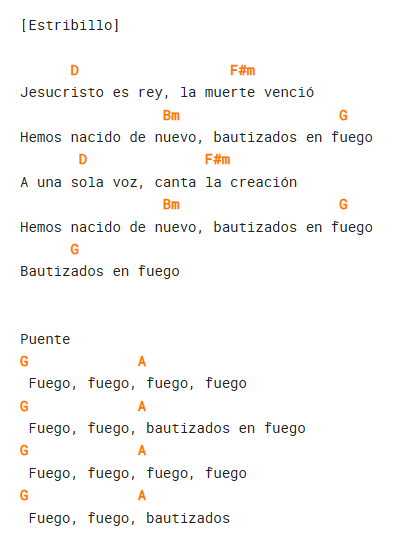 [Estribillo]
D F#m
Jesucristo es rey, la muerte venció
Bm G
Hemos nacido de nuevo, bautizados en fuego
D F#m
A una sola voz, canta la creación
Bm G
Hemos nacido de nuevo, bautizados en fuego
G
Bautizados en fuego
Puente
G A
Fuego, fuego, fuego, fuego
G A
Fuego, fuego, bautizados en fuego
G A
Fuego, fuego, fuego, fuego
G A
Fuego, fuego, bautizados